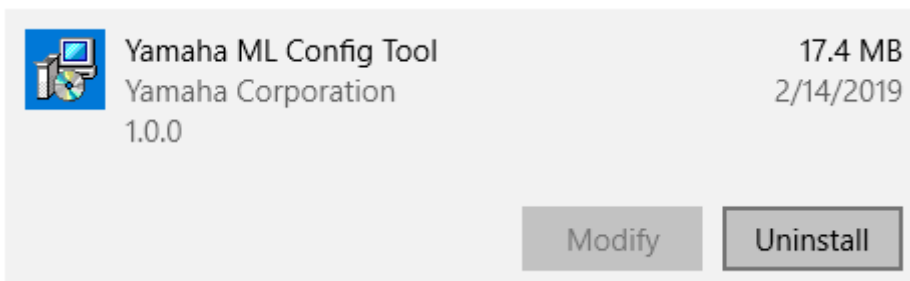 Yamaha ML Config Tool 17.4 MB
Yamaha Corporation 2/14/2019
1.0.0
Modify Uninstall